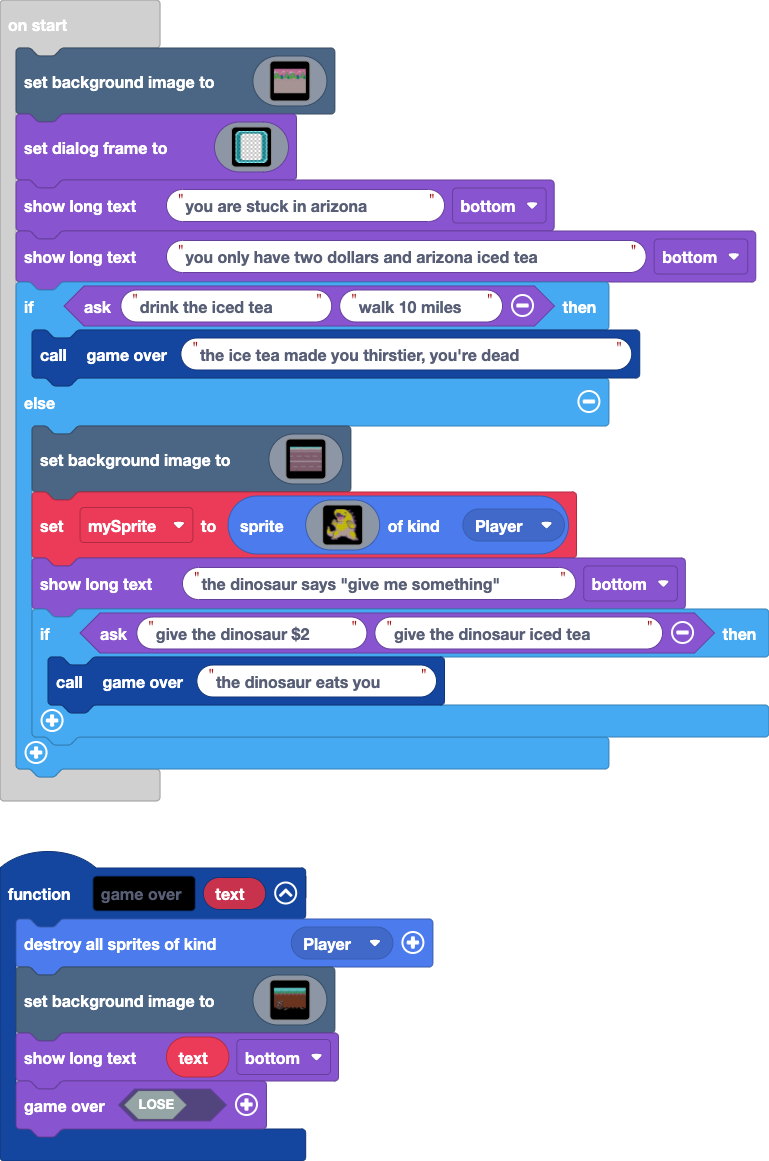 on start
set background image to
set dialog frame to
show long text "you are stuck in arizona" bottom
show long text "you only have two dollars and arizona iced tea" bottom
if ask "drink the iced tea" "walk 10 miles" then
call game over "the ice tea made you thirstier, you're dead"
else
set background image to
set mySprite to sprite of kind Player
show long text "the dinosaur says "give me something"" bottom
if ask "give the dinosaur $2" "give the dinosaur iced tea" then
call game over "the dinosaur eats you"
function game over text
destroy all sprites of kind Player
set background image to
show long text text bottom
game over LOSE